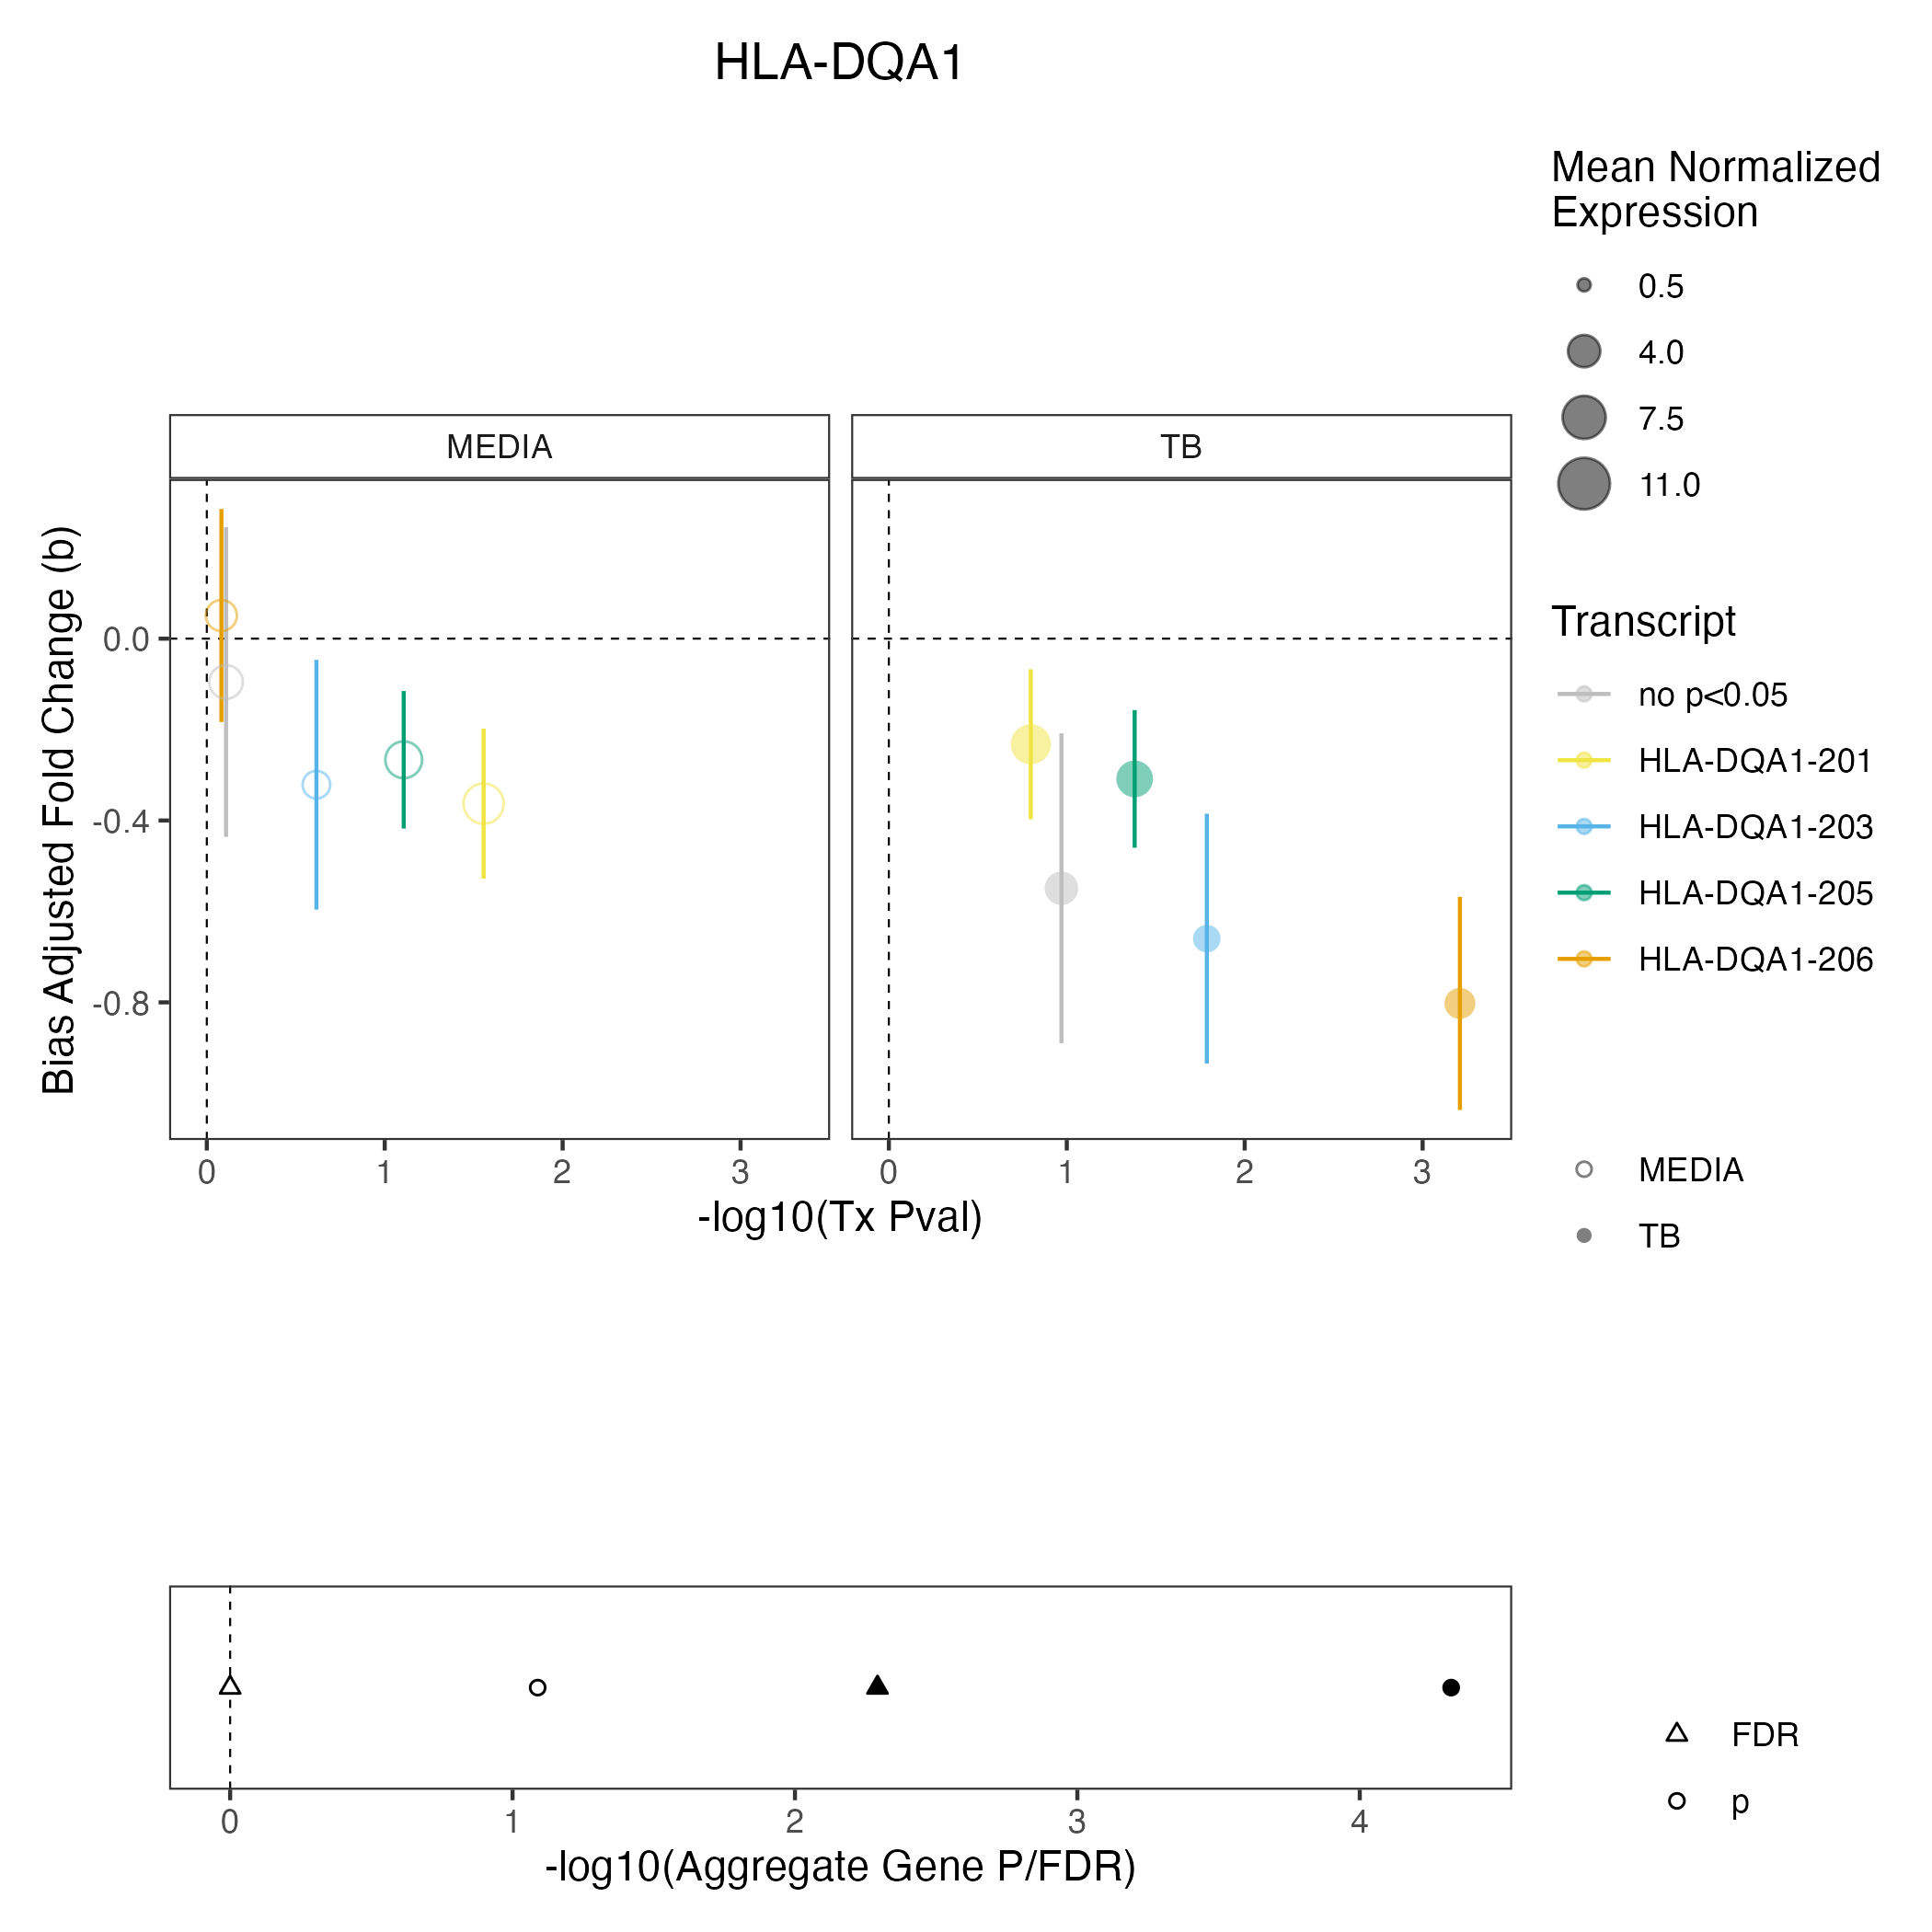 HLA-DQA1
MEDIA
TB
Bias Adjusted Fold Change (b)
0.0
-0.4
-0.8
0
1
2
3
0
1
2
3
-log10(Tx Pval)
Mean Normalized
Expression
0.5
4.0
7.5
11.0
Transcript
no p<0.05
HLA-DQA1-201
HLA-DQA1-203
HLA-DQA1-205
HLA-DQA1-206
MEDIA
TB
0
1
2
3
4
-log10(Aggregate Gene P/FDR)
FDR
p